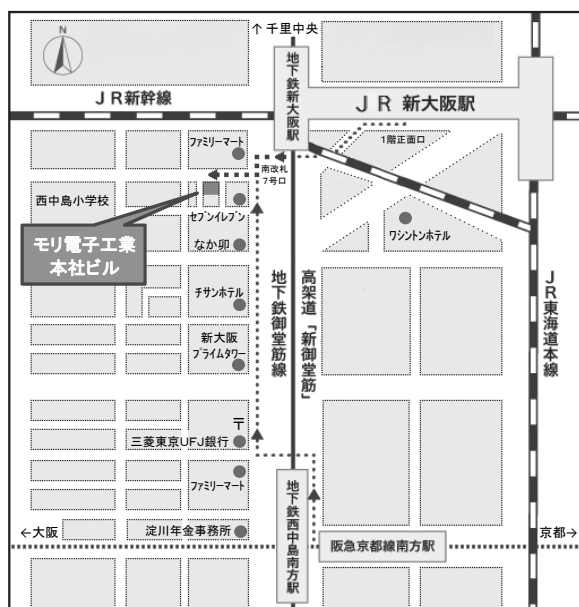 ↑千里中央
N
地下鉄新大阪駅
JR新幹線
JR 新大阪駅
1階正面口
ファミリーマート
南改札
7号口
西中島小学校
セブンイレブン
ワシントンホテル
モリ電子工業
本社ビル
なか卯
チサンホテル
地下鉄御堂筋線
高架道「新御堂筋」
JR東海道本線
新大阪
プライムタワー
〒
三菱東京UFJ銀行
ファミリーマート
地下鉄西中島南方駅
←大阪
淀川年金事務所
阪急京都線南方駅
京都→